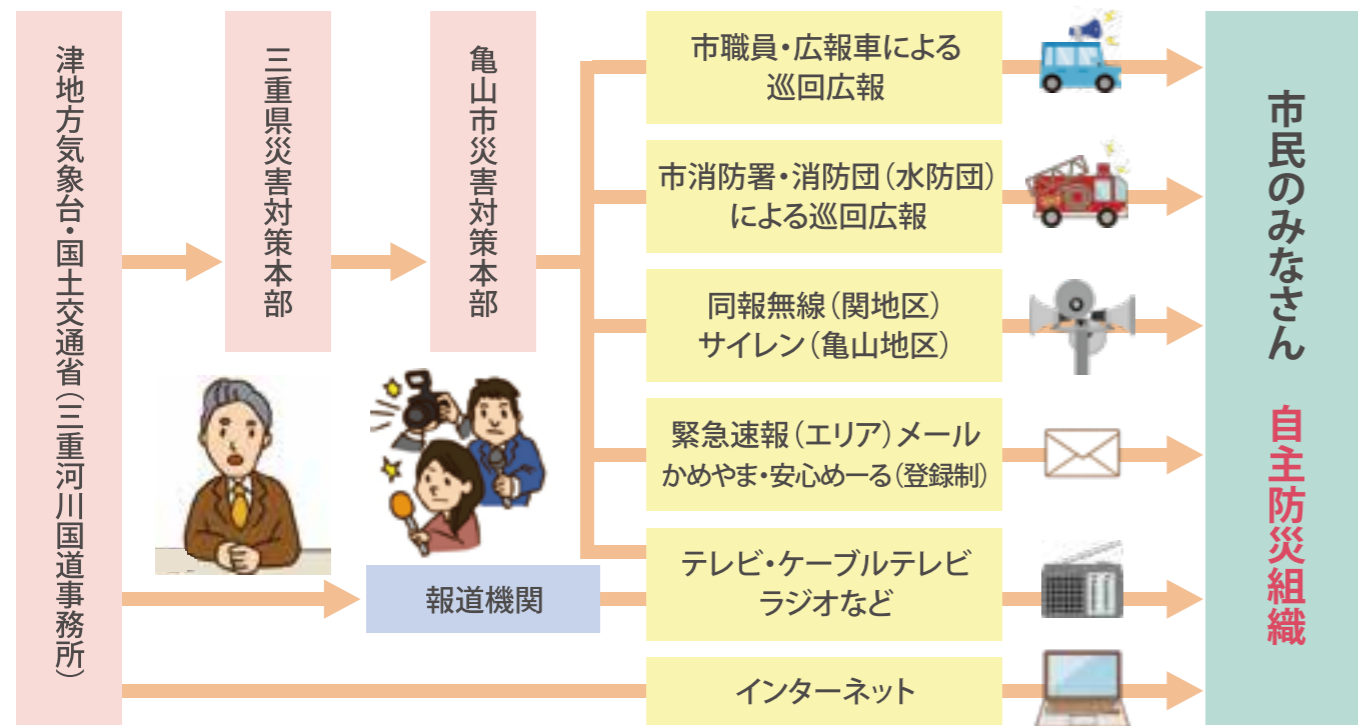 津地方気象台・国土交通省(三重河川国道事務所)
三重県災害対策本部
亀山市災害対策本部
報道機関
市職員・広報車による
巡回広報
市消防署・消防団(水防団)
による巡回広報
同報無線(関地区)
サイレン(亀山地区)
緊急速報(エリア)メール
かめやま・安心めーる(登録制)
テレビ・ケーブルテレビ
ラジオなど
インターネット
市民のみなさん 自主防災組織